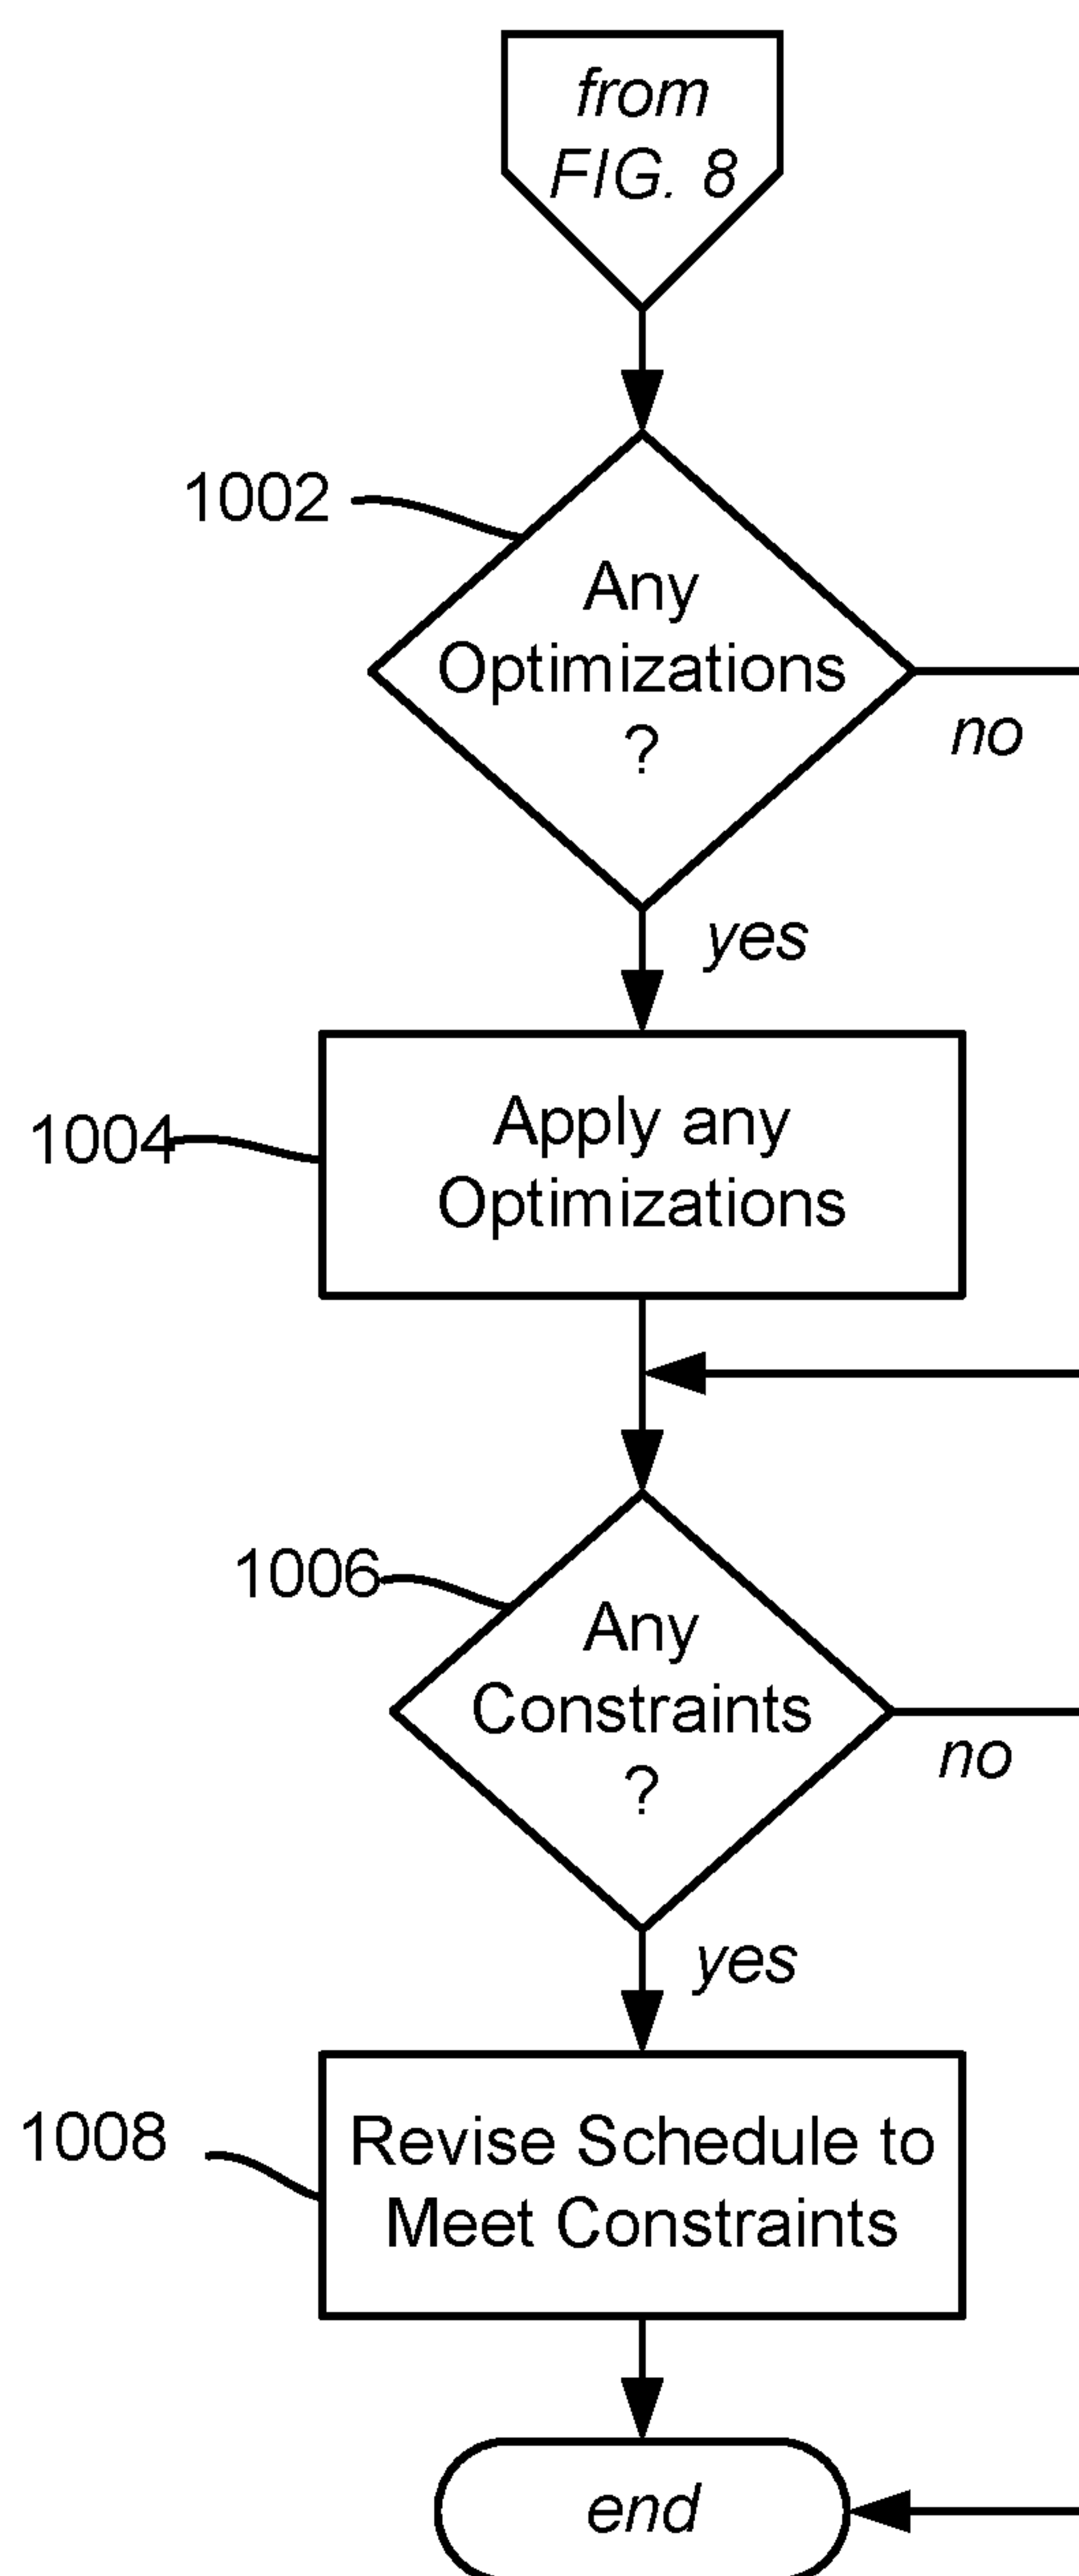 from
FIG. 8
1002
Any
Optimizations
?
no
yes
1004
Apply any
Optimizations
1006
Any
Constraints
?
no
yes
1008
Revise Schedule to
Meet Constraints
end